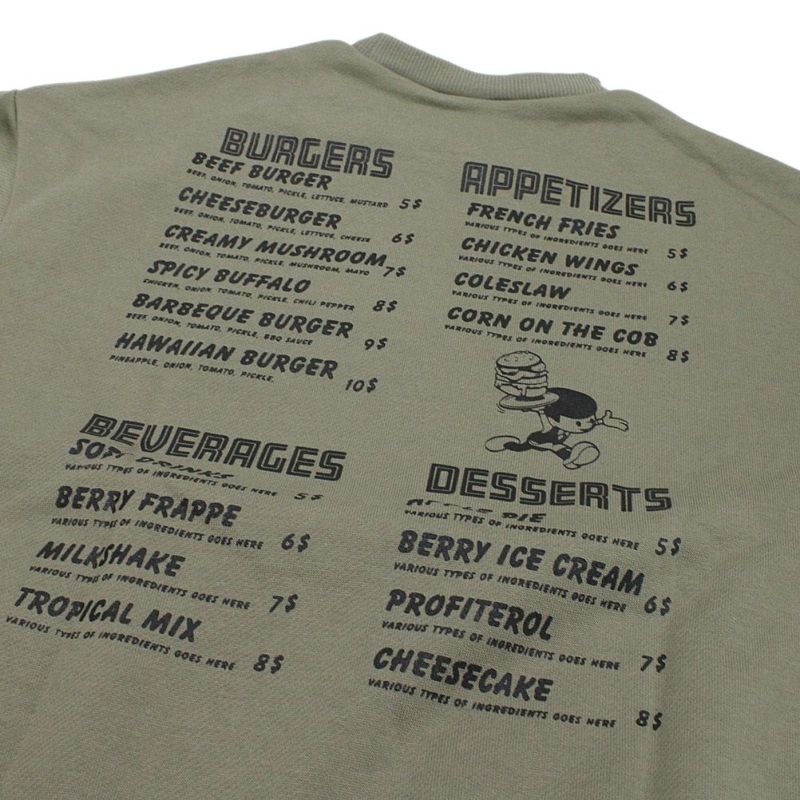 BURGERS
BEEF BURGER
BEEF, ONION, TOMATO, PICKLE, LETTUCE, MUSTARD 5$
CHEESEBURGER
BEEF, ONION, TOMATO, PICKLE, LETTUCE, CHEESE 6$
CREAMY MUSHROOM
BEEF, ONION, TOMATO, PICKLE, MUSHROOM, MAYO 7$
SPICY BUFFALO
CHICKEN, ONION, TOMATO, PICKLE, CHILI PEPPER 8$
BARBEQUE BURGER
BEEF, ONION, TOMATO, PICKLE, BBQ SAUCE 9$
HAWAIIAN BURGER
PINEAPPLE, ONION, TOMATO, PICKLE, 10$
APPETIZERS
FRENCH FRIES
VARIOUS TYPES OF INGREDIENTS GOES HERE 5$
CHICKEN WINGS
VARIOUS TYPES OF INGREDIENTS GOES HERE 6$
COLESLAW
VARIOUS TYPES OF INGREDIENTS GOES HERE 7$
CORN ON THE COB
VARIOUS TYPES OF INGREDIENTS GOES HERE 8$
BEVERAGES
DRINKS
VARIOUS TYPES OF INGREDIENTS GOES HERE 5$
BERRY FRAPPE
VARIOUS TYPES OF INGREDIENTS GOES HERE 6$
MILKSHAKE
VARIOUS TYPES OF INGREDIENTS GOES HERE 7$
TROPICAL MIX
VARIOUS TYPES OF INGREDIENTS GOES HERE 8$
DESSERTS
PIE
VARIOUS TYPES OF INGREDIENTS GOES HERE 5$
BERRY ICE CREAM
VARIOUS TYPES OF INGREDIENTS GOES HERE 6$
PROFITEROL
VARIOUS TYPES OF INGREDIENTS GOES HERE 7$
CHEESECAKE
VARIOUS TYPES OF INGREDIENTS GOES HERE 8$